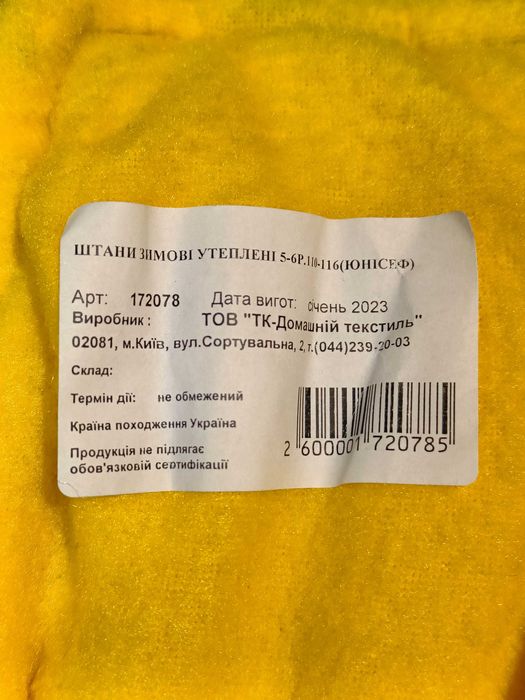 ШТАНИ ЗИМОВІ УТЕПЛЕНІ 5-6Р.110-116(ЮНІСЕФ)
Арт: 172078 Дата вигот: січень 2023
Виробник : ТОВ "ТК-Домашній текстиль"
02081, м.Київ, вул.Сортувальна, 2,т.(044)239-20-03
Склад:
Термін дії: не обмежений
Країна походження Україна
Продукція не підлягає
обов'язковій сертифікації
2 600001 720785